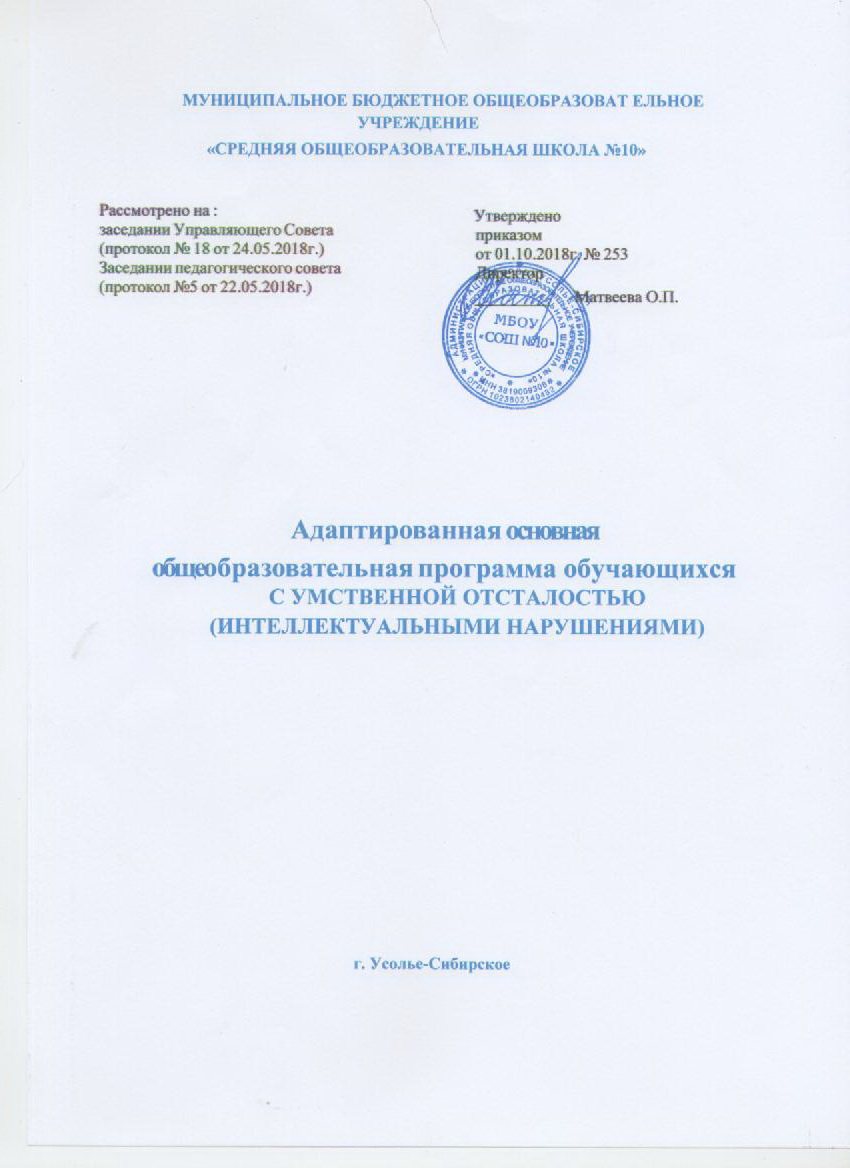 МУНИЦИПАЛЬНОЕ БЮДЖЕТНОЕ ОБЩЕОБРАЗОВАТ ЕЛЬНОЕ
УЧРЕЖДЕНИЕ
«СРЕДНЯЯ ОБЩЕОБРАЗОВАТЕЛЬНАЯ ШКОЛА №10»
Рассмотрено на :
заседании Управляющего Совета
(протокол № 18 от 24.05.2018г.)
Заседании педагогического совета
(протокол №5 от 22.05.2018г.)
Утверждено
приказом
от 01.10.2018г. № 253
Директор
Матвеева О.П.
МБОУ
«СОШ №10»
Адаптированная основная
общеобразовательная программа обучающихся
С УМСТВЕННОЙ ОТСТАЛОСТЬЮ
(ИНТЕЛЛЕКТУАЛЬНЫМИ НАРУШЕНИЯМИ)
г. Усолье-Сибирское